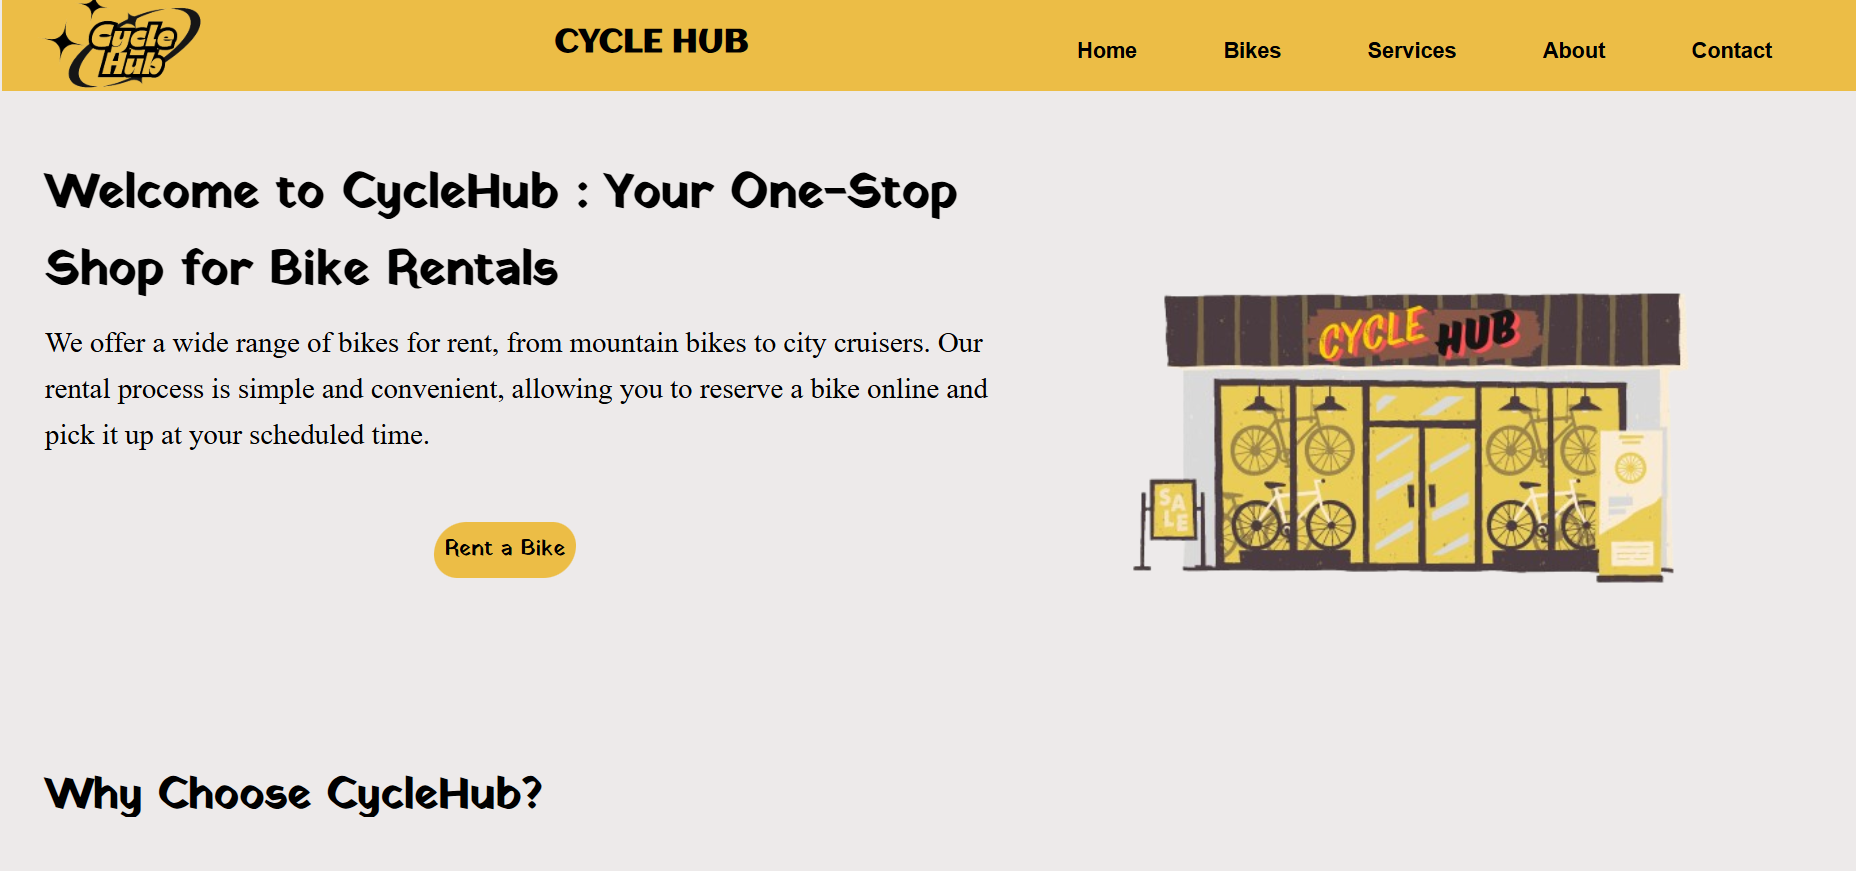 Cycle
Hub
CYCLE HUB
Home Bikes Services About Contact
Welcome to CycleHub : Your One-Stop
Shop for Bike Rentals
We offer a wide range of bikes for rent, from mountain bikes to city cruisers. Our
rental process is simple and convenient, allowing you to reserve a bike online and
pick it up at your scheduled time.
Rent a Bike
CYCLE HUB
SA
LE
Why Choose CycleHub?